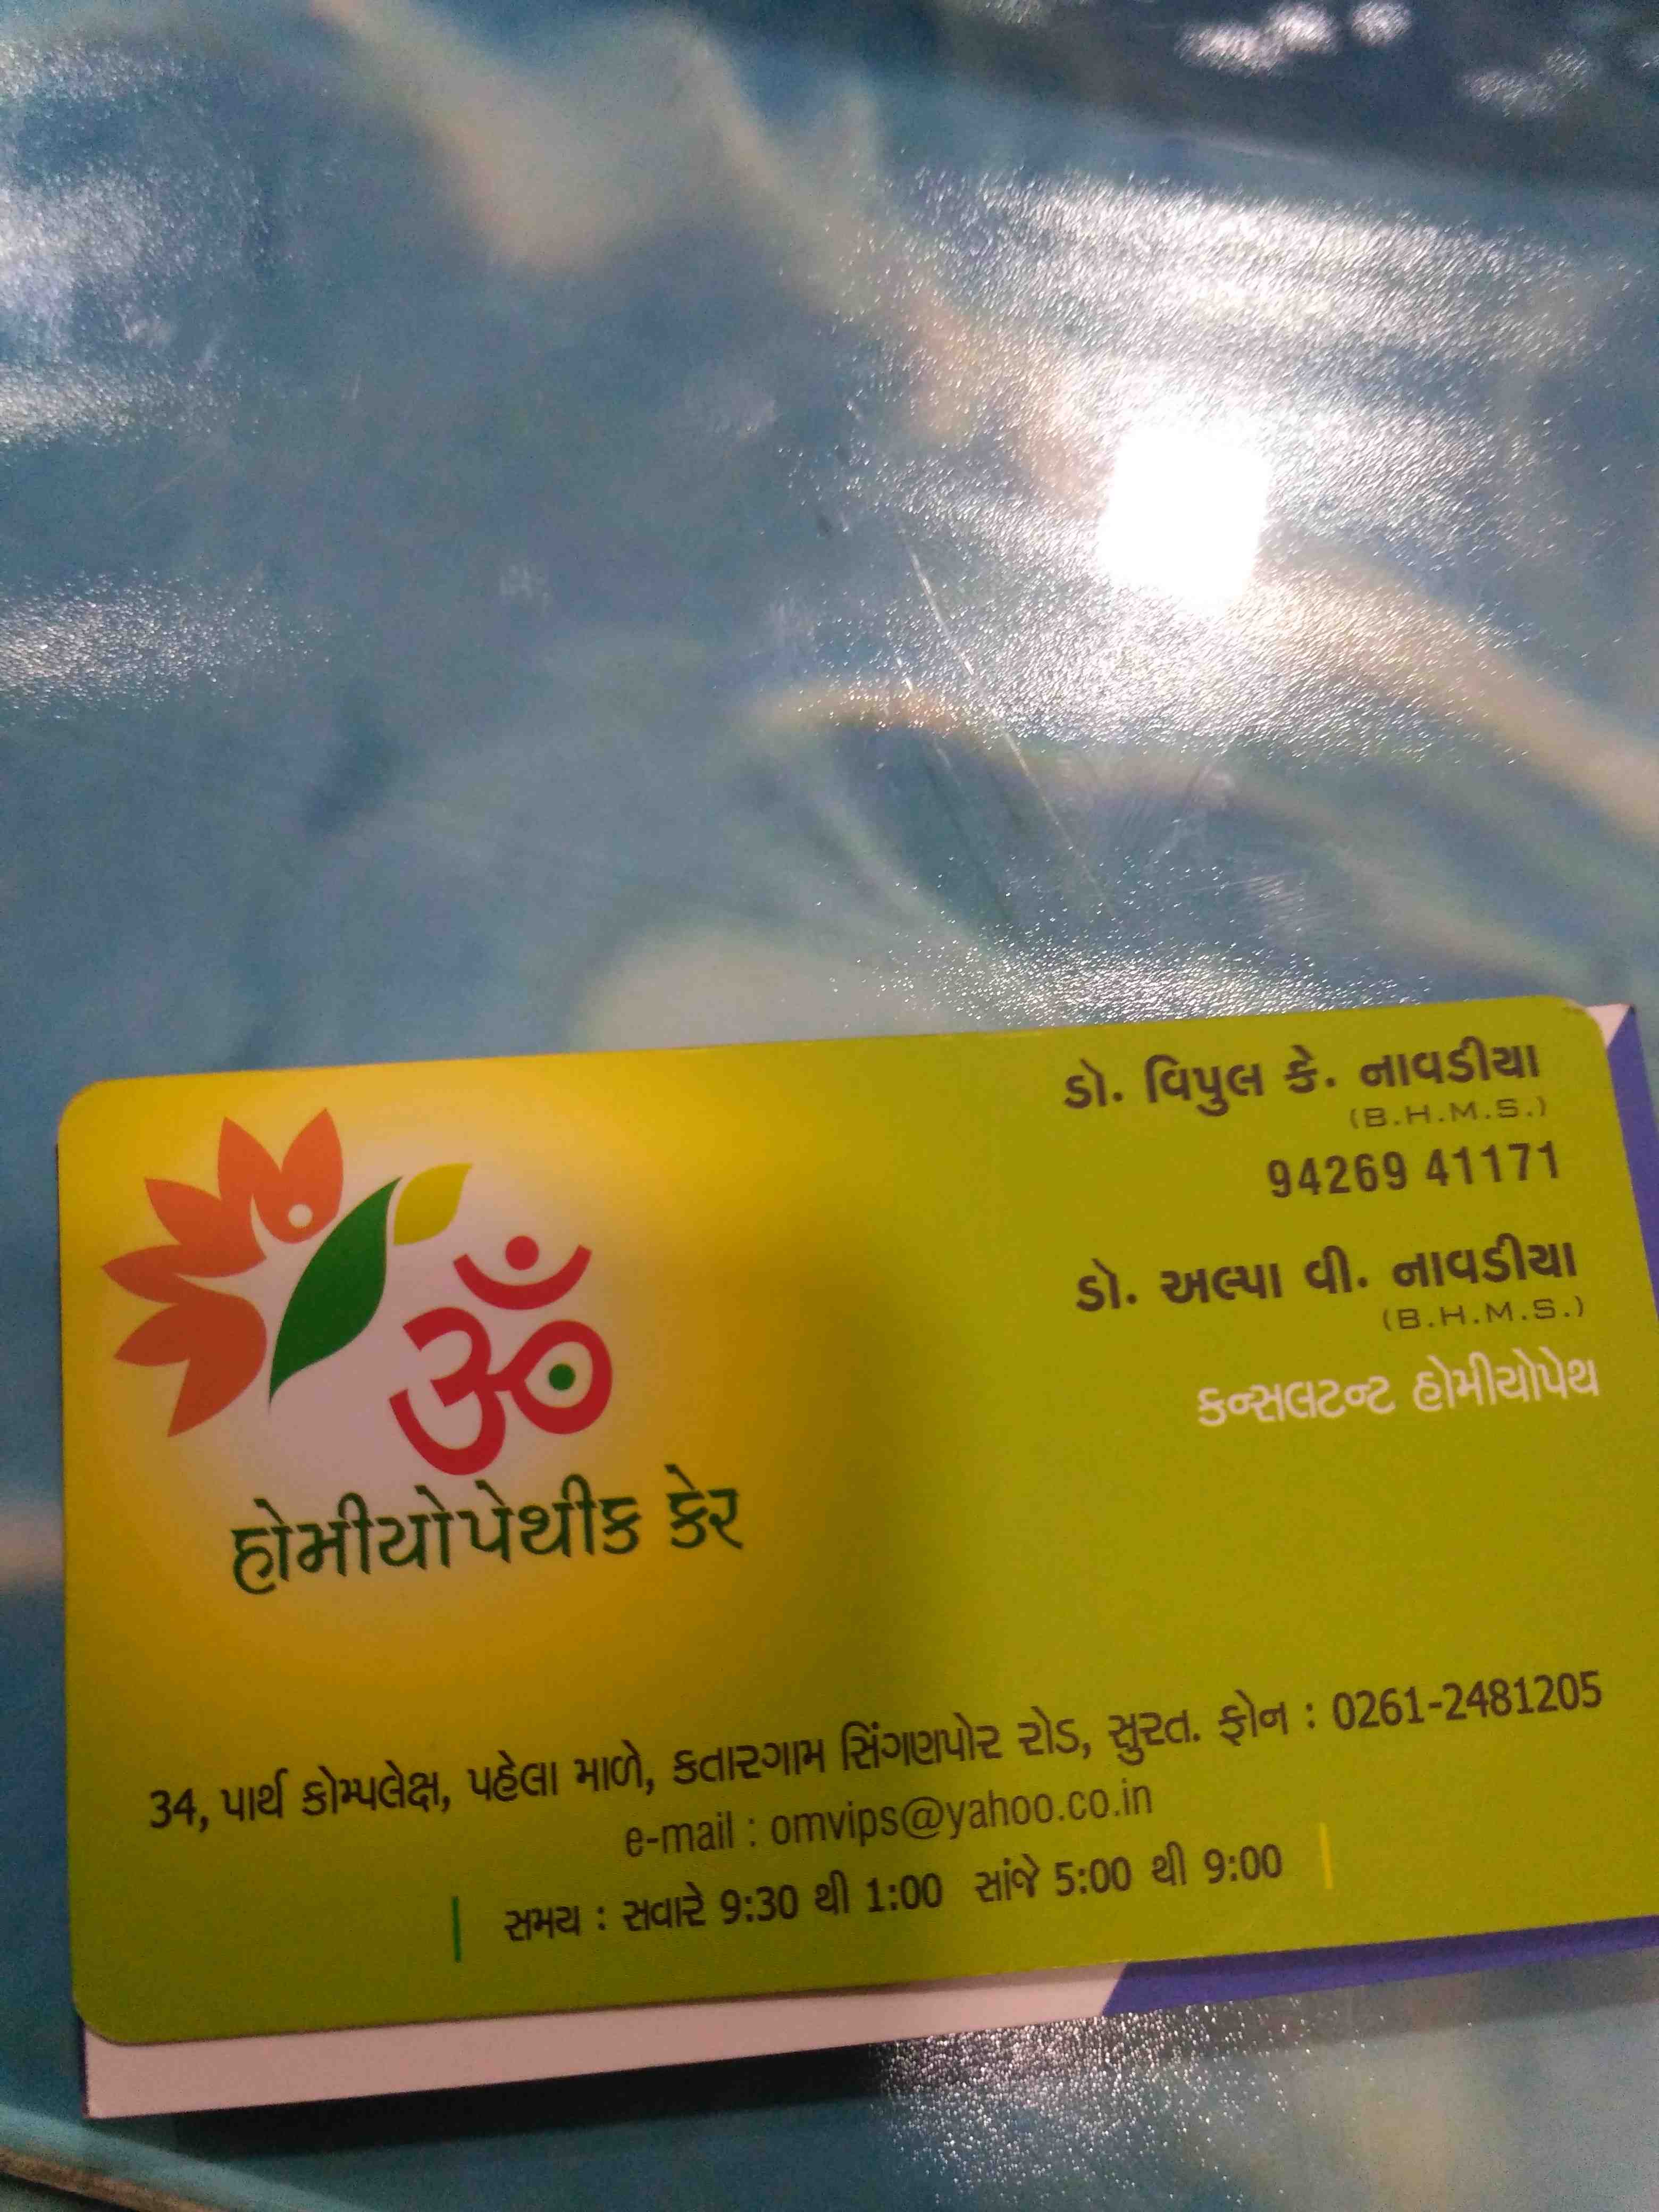 ૐ
હોમીયોપેથીક કેર
ડો. વિપુલ કે. નાવડીયા
(B.H.M.S.)
94269 41171
ડો. અલ્પા વી. નાવડીયા
(B.H.M.S.)
કન્સલટન્ટ હોમીયોપેથ
34, પાર્થ કોમ્પલેક્ષ, પહેલા માળે, કતારગામ સિંગણપોર રોડ, સુરત. ફોન : 0261-2481205
e-mail : omvips@yahoo.co.in
સમય : સવારે 9:30 થી 1:00 સાંજે 5:00 થી 9:00